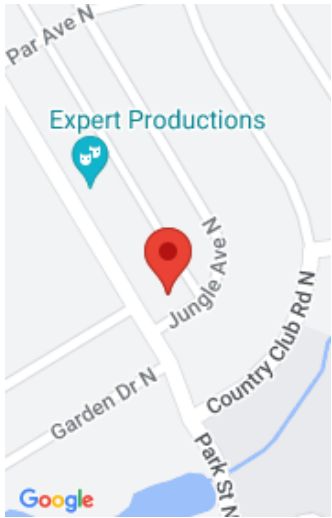 Par Ave N
Expert Productions
Jungle Ave N
Country Club Rd N
Garden Dr N
Park St N
Google